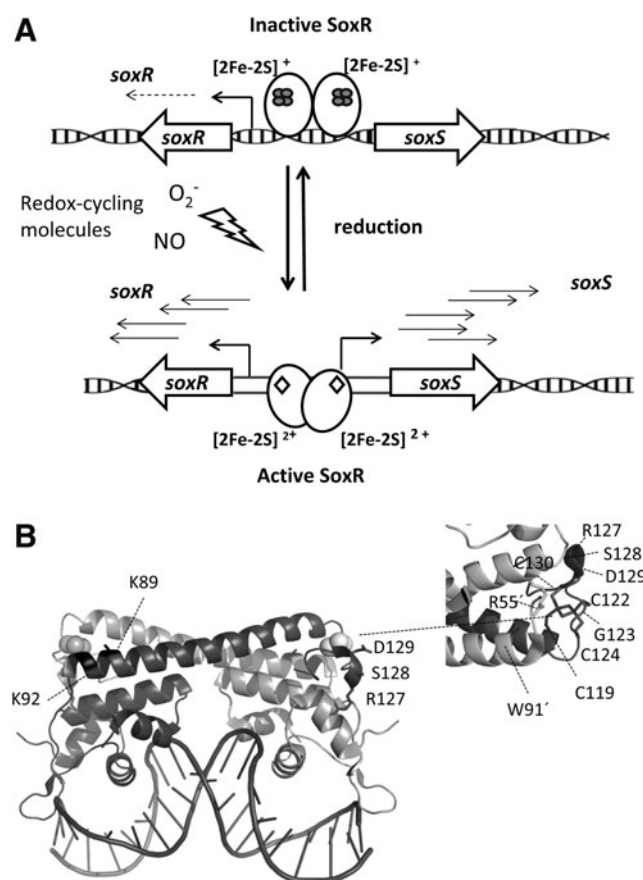 A
Inactive SoxR
[2Fe-2S] +
[2Fe-2S] +
soxR
soxR
soxS
Redox-cycling
molecules
O2-
NO
reduction
soxR
soxS
soxR
soxS
[2Fe-2S] 2+
[2Fe-2S] 2 +
Active SoxR
B
K89
K92
D129
S128
R127
R127
S128
C130
D129
R55
C122
G123
C124
C119
W91´